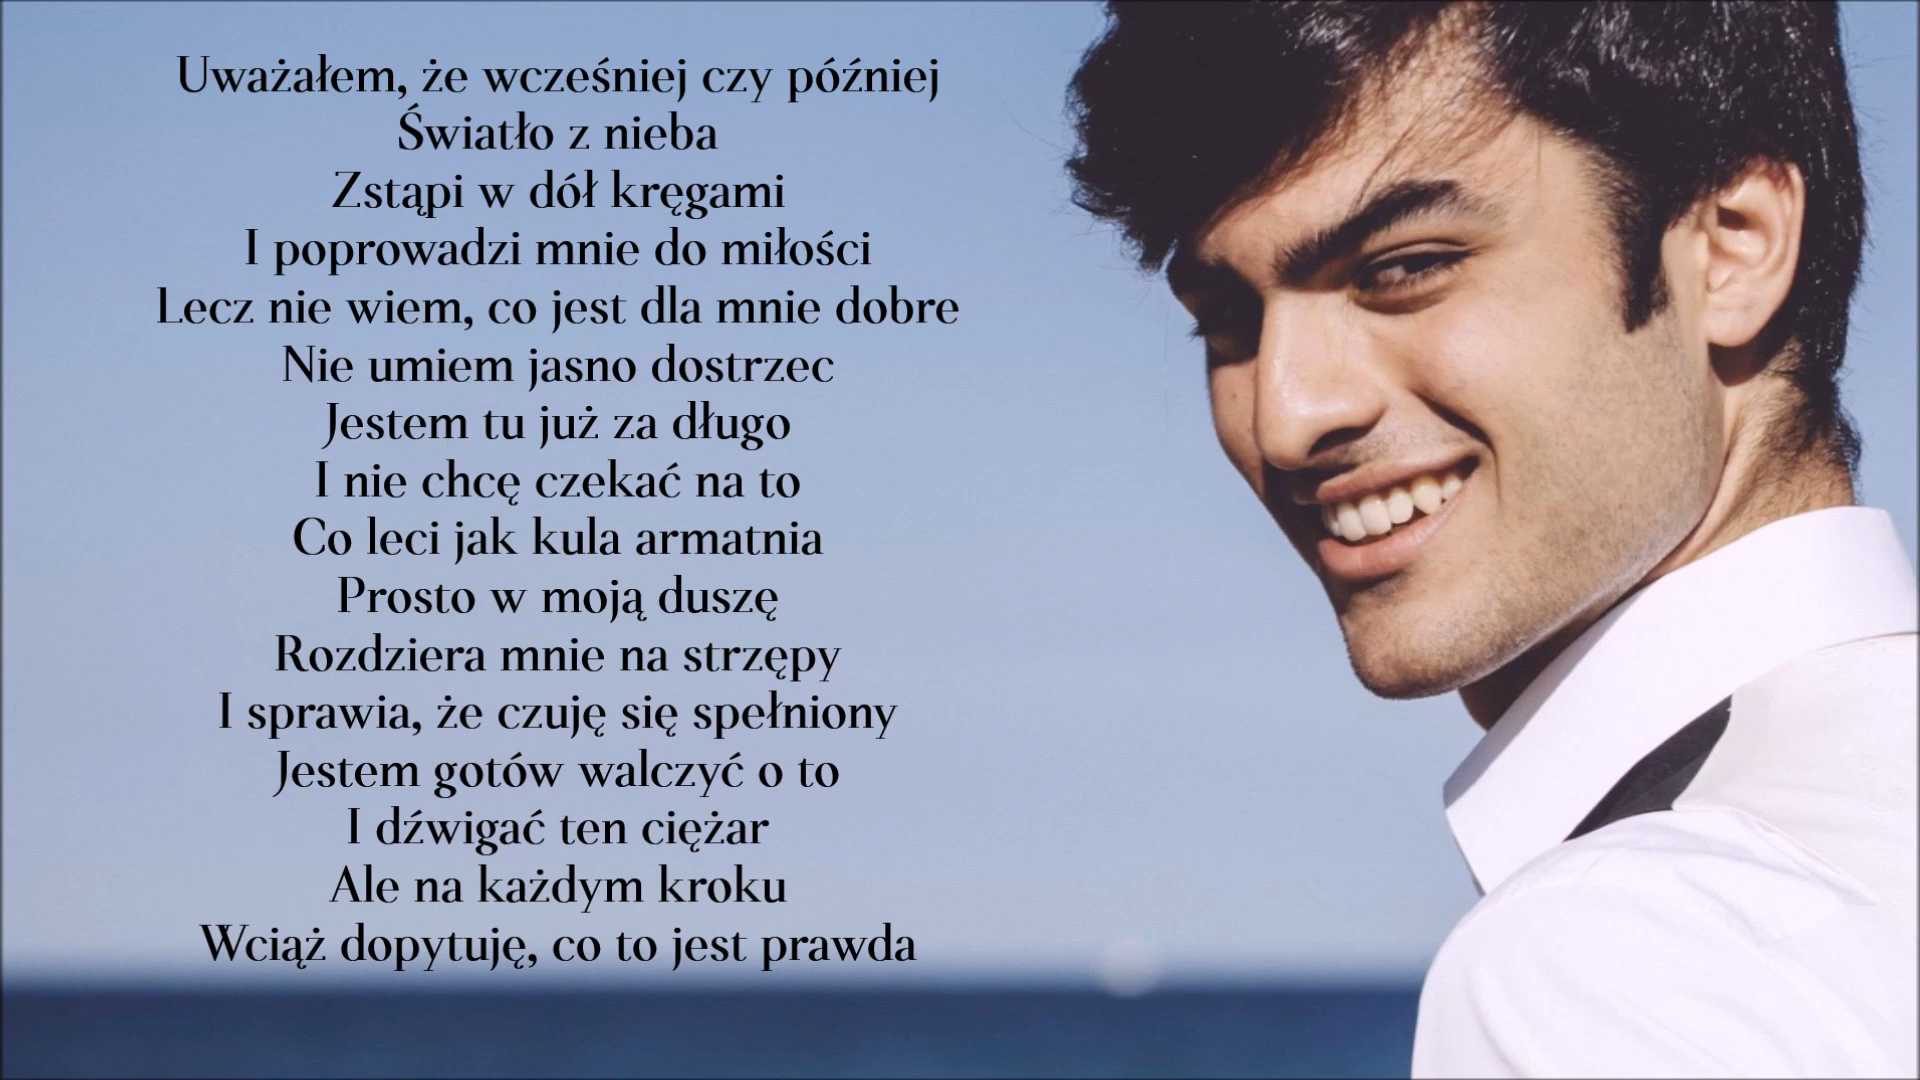 Uważałem, że wcześniej czy później
Światło z nieba
Zstąpi w dół kręgami
I poprowadzi mnie do miłości
Lecz nie wiem, co jest dla mnie dobre
Nie umiem jasno dostrzec
Jestem tu już za długo
I nie chcę czekać na to
Co leci jak kula armatnia
Prosto w moją duszę
Rozdziera mnie na strzępy
I sprawia, że czuję się spełniony
Jestem gotów walczyć o to
I dźwigać ten ciężar
Ale na każdym kroku
Wciąż dopytuję, co to jest prawda